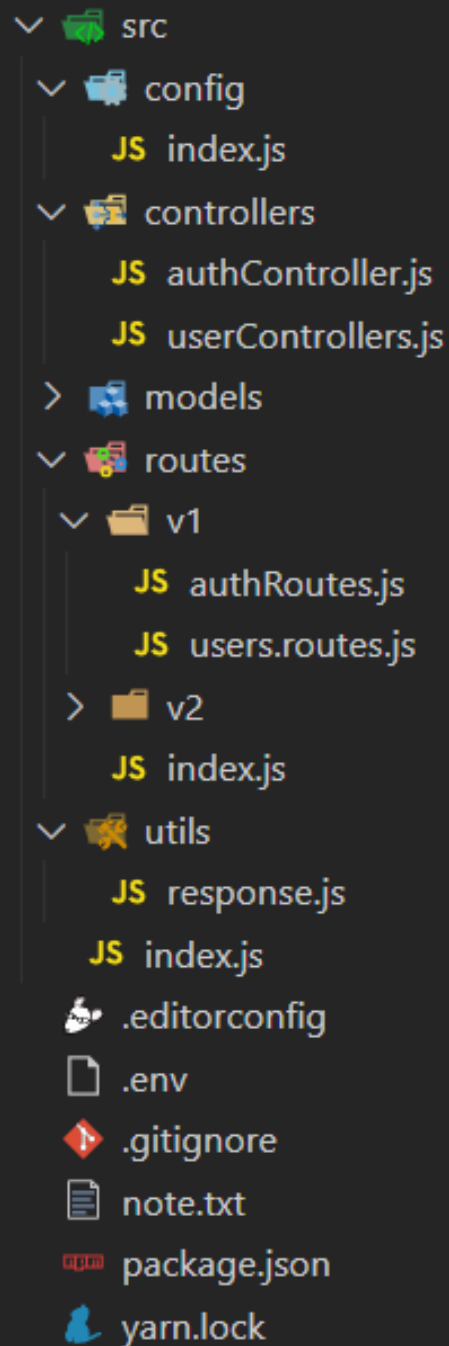 src
config
JS index.js
controllers
JS authController.js
JS userControllers.js
models
routes
v1
JS authRoutes.js
JS users.routes.js
v2
JS index.js
utils
JS response.js
JS index.js
.editorconfig
.env
.gitignore
note.txt
npm package.json
yarn.lock